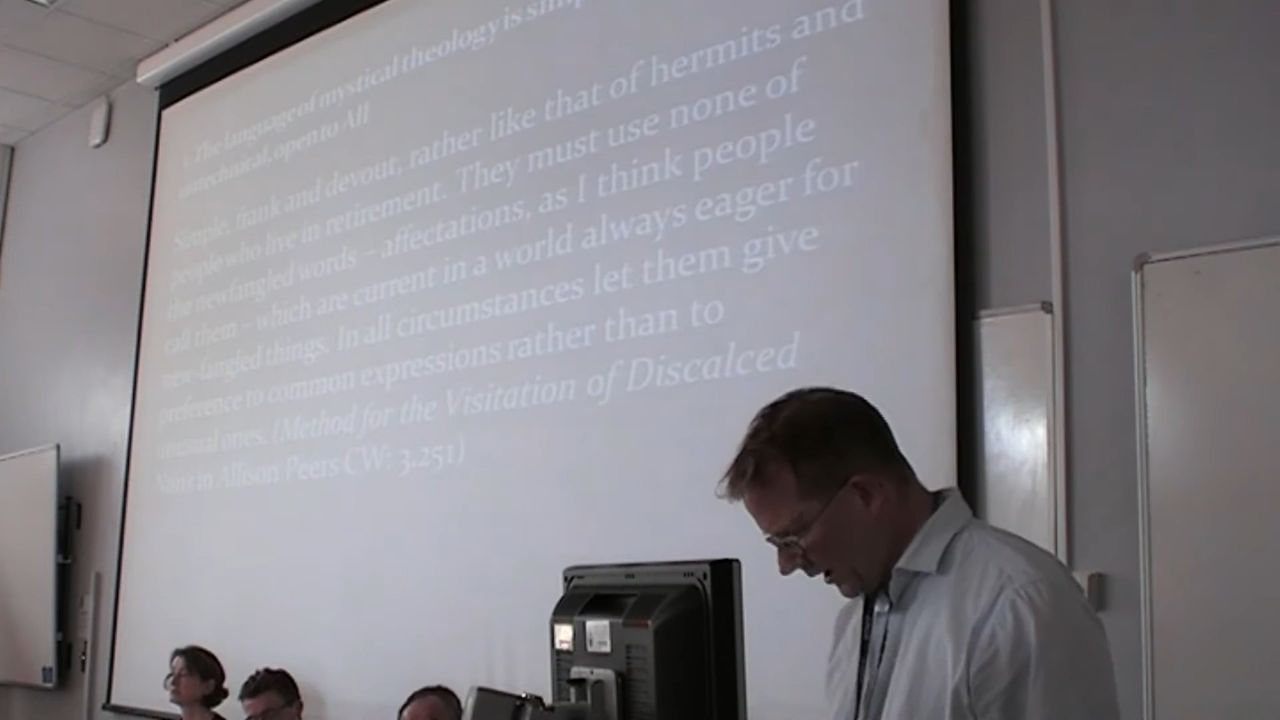 1. The language of mystical theology is simp
untechnical, open to All
Simple, frank and devout, rather like that of hermits and
people who live in retirement. They must use none of
the newfangled words – affectations, as I think people
call them – which are current in a world always eager for
new-fangled things. In all circumstances let them give
preference to common expressions rather than to
unusual ones. (Method for the Visitation of Discalced
Nuns in Allison Peers CW: 3.251)